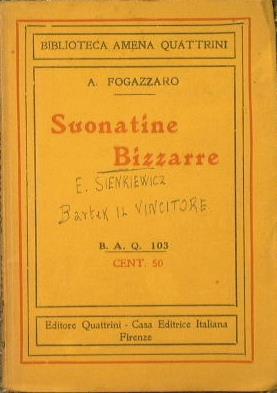 BIBLIOTECA AMENA QUATTRINI
A. FOGAZZARO
Suonatine
Bizzarre
E. SIENKIEWICZ
Bartek IL VINCITORE
B. A. Q. 103
CENT. 50
Editore Quattrini - Casa Editrice Italiana
Firenze